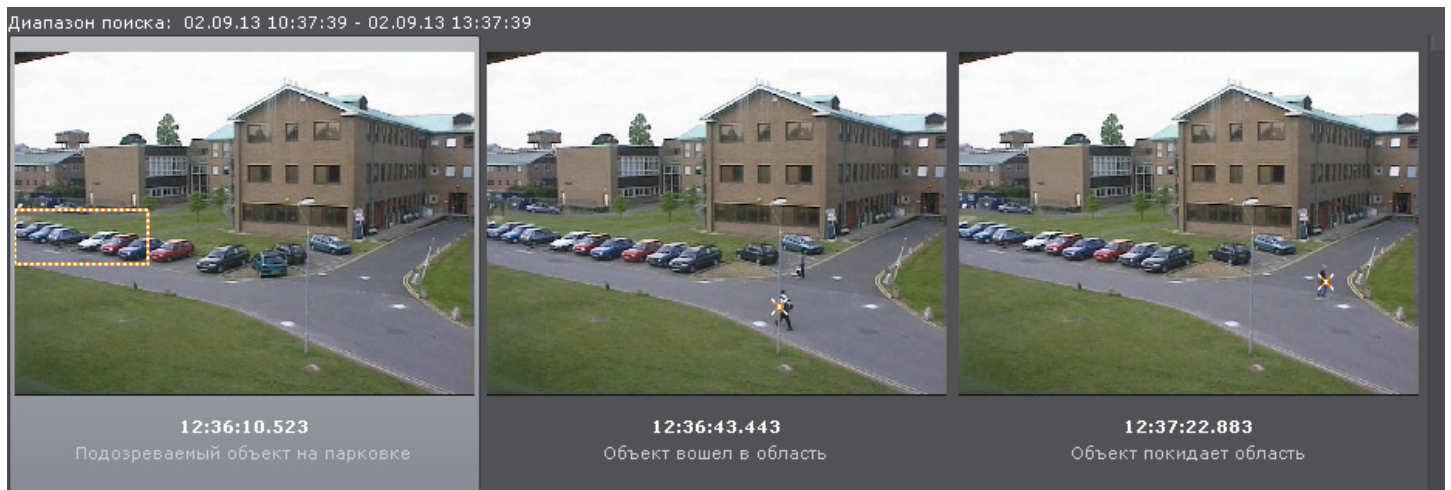 Диапазон поиска: 02.09.13 10:37:39 - 02.09.13 13:37:39
12:36:10.523
Подозреваемый объект на парковке
12:36:43.443
Объект вошел в область
12:37:22.883
Объект покидает область